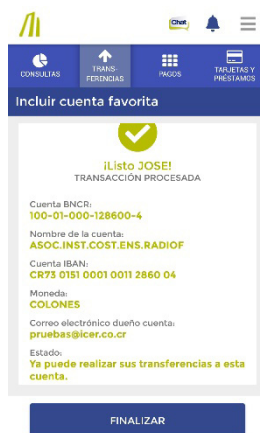 Chat
CONSULTAS
TRANS-
FERENCIAS
PAGOS
TARJETAS Y
PRÉSTAMOS
Incluir cuenta favorita
¡Listo JOSE!
TRANSACCIÓN PROCESADA
Cuenta BNCR:
100-01-000-128600-4
Nombre de la cuenta:
ASOC.INST.COST.ENS.RADIOF
Cuenta IBAN:
CR73 0151 0001 0011 2860 04
Moneda:
COLONES
Correo electrónico dueño cuenta:
pruebas@icer.co.cr
Estado:
Ya puede realizar sus transferencias a esta
cuenta.
FINALIZAR